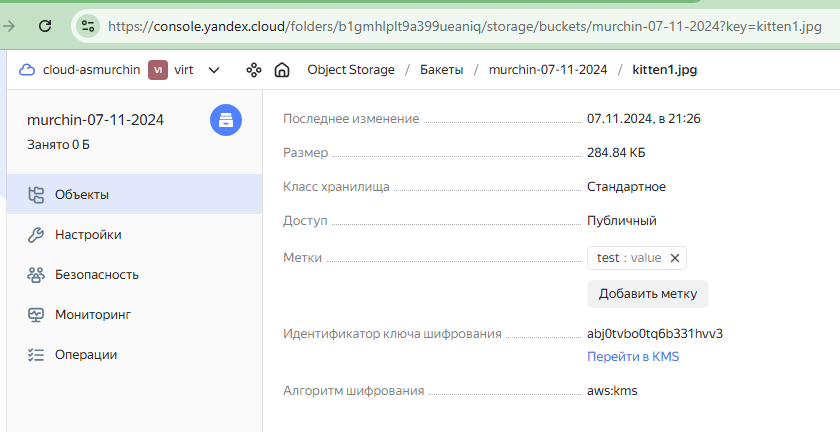 https://console.yandex.cloud/folders/b1gmhlplt9a399ueaniq/storage/buckets/murchin-07-11-2024?key=kitten1.jpg
cloud-asmurchin VI virt Object Storage / Бакеты / murchin-07-11-2024 / kitten1.jpg
murchin-07-11-2024
Занято 0 Б
Объекты
Настройки
Безопасность
Мониторинг
Операции
Последнее изменение 07.11.2024, в 21:26
Размер 284.84 КБ
Класс хранилища Стандартное
Доступ Публичный
Метки test : value
Добавить метку
Идентификатор ключа шифрования abj0tvbo0tq6b331hvv3
Перейти в KMS
Алгоритм шифрования aws:kms